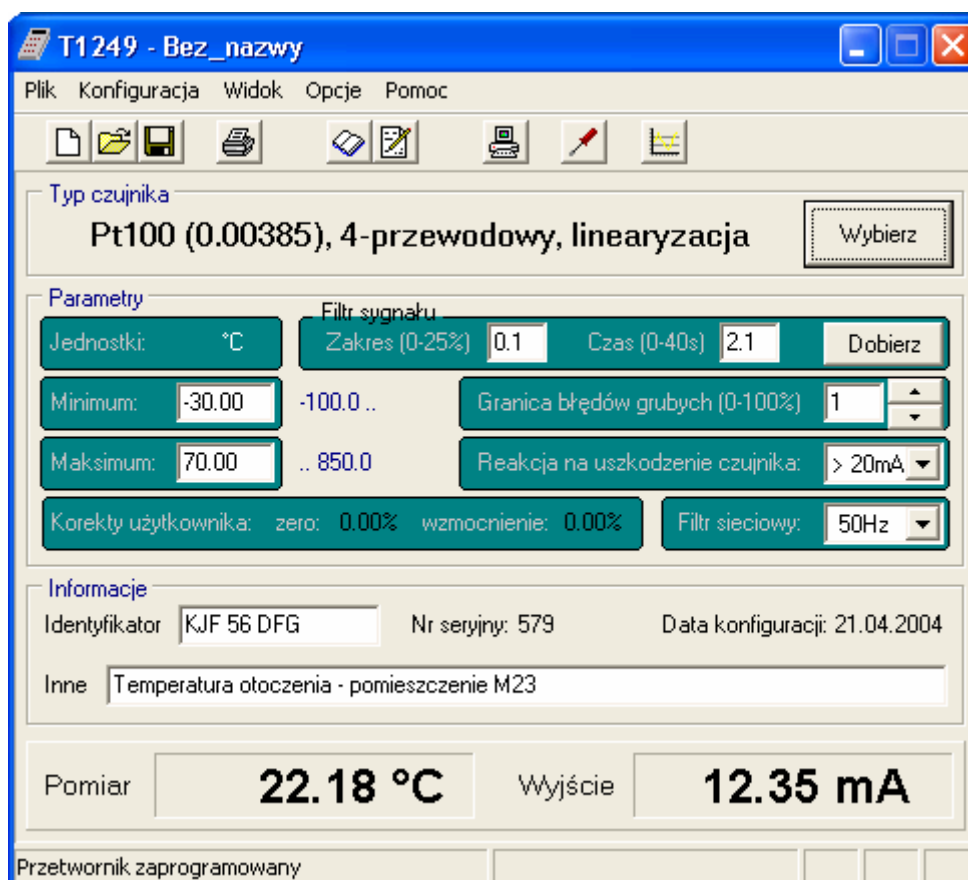 T1249 - Bez_nazwy
Plik Konfiguracja Widok Opcje Pomoc
Typ czujnika
Pt100 (0.00385), 4-przewodowy, linearyzacja
Wybierz
Parametry
Jednostki: °C
Filtr sygnału
Zakres (0-25%) 0.1 Czas (0-40s) 2.1 Dobierz
Minimum: -30.00 -100.0 .. Granica błędów grubych (0-100%) 1
Maksimum: 70.00 .. 850.0 Reakcja na uszkodzenie czujnika: > 20mA
Korekty użytkownika: zero: 0.00% wzmocnienie: 0.00% Filtr sieciowy: 50Hz
Informacje
Identyfikator KJF 56 DFG Nr seryjny: 579 Data konfiguracji: 21.04.2004
Inne Temperatura otoczenia - pomieszczenie M23
Pomiar 22.18 °C Wyjście 12.35 mA
Przetwornik zaprogramowany